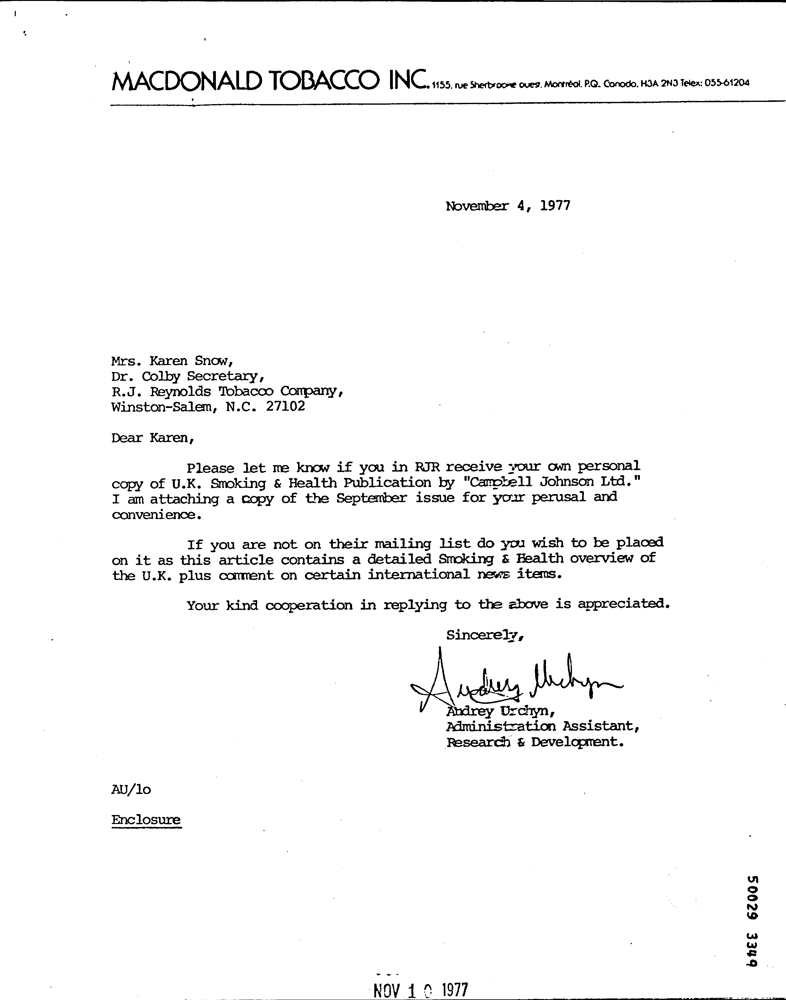 MACDONALD TOBACCO INC. 1155, rue Sherbrooke ouest, Montréal, P.Q. Canada, H3A 2N3 Telex: 055-61204
November 4, 1977
Mrs. Karen Snow,
Dr. Colby Secretary,
R.J. Reynolds Tobacco Company,
Winston-Salem, N.C. 27102
Dear Karen,
Please let me know if you in RJR receive your own personal
copy of U.K. Smoking & Health Publication by "Campbell Johnson Ltd."
I am attaching a copy of the September issue for your perusal and
convenience.
If you are not on their mailing list do you wish to be placed
on it as this article contains a detailed Smoking & Health overview of
the U.K. plus comment on certain international news items.
Your kind cooperation in replying to the above is appreciated.
Sincerely,
Audrey Urchyn
Audrey Urchyn,
Administration Assistant,
Research & Development.
AU/lo
Enclosure
50029 3349
NOV 10 1977